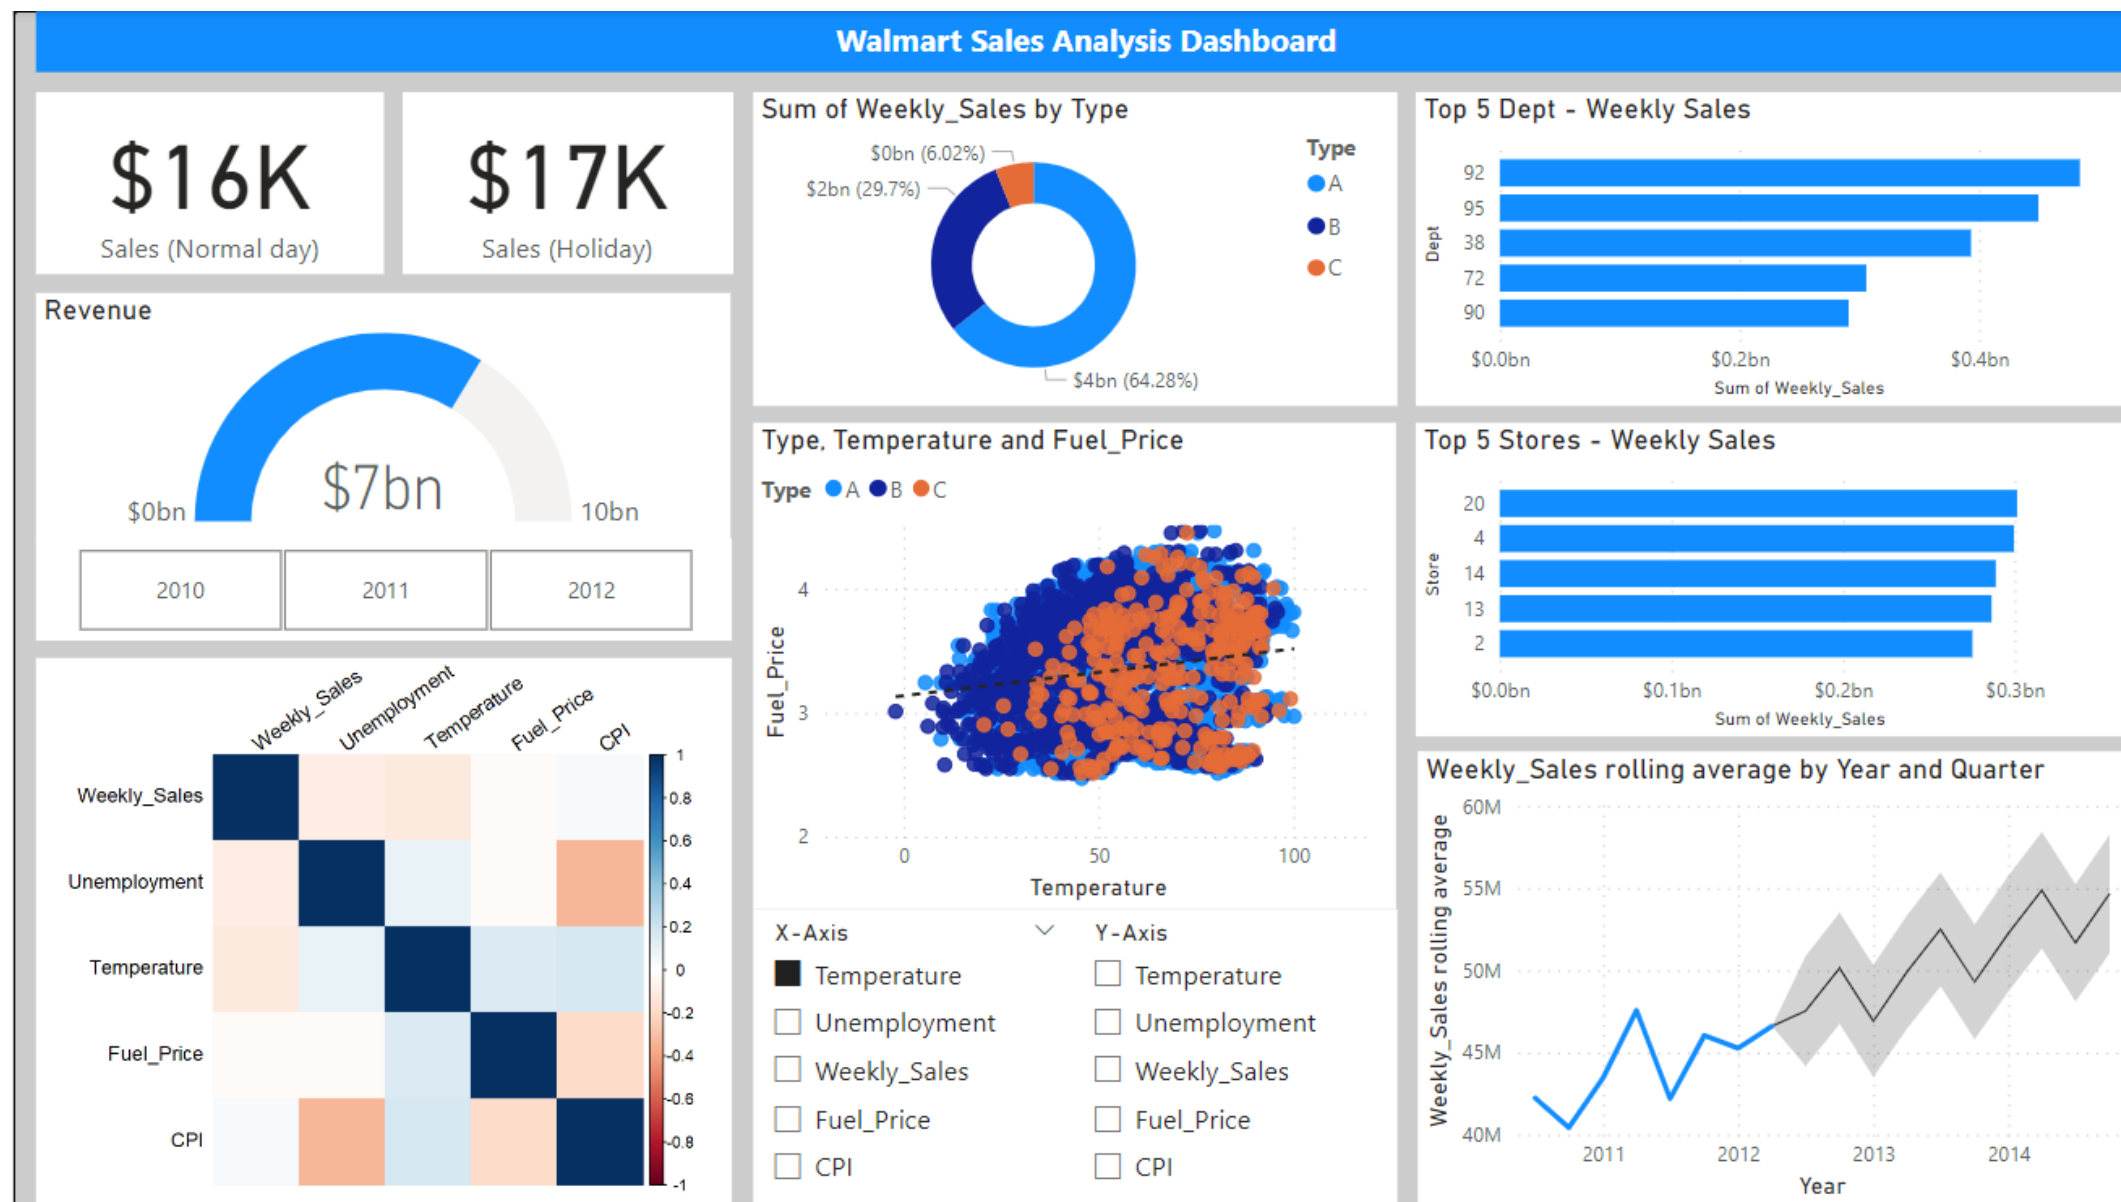 Walmart Sales Analysis Dashboard
$16K
Sales (Normal day)
$17K
Sales (Holiday)
Revenue
$7bn
$0bn
10bn
2010
2011
2012
Weekly_Sales
Unemployment
Temperature
Fuel_Price
CPI
Weekly_Sales
Unemployment
Temperature
Fuel_Price
CPI
1
0.8
0.6
0.4
0.2
0
-0.2
-0.4
-0.6
-0.8
-1
Sum of Weekly_Sales by Type
$0bn (6.02%)
$2bn (29.7%)
$4bn (64.28%)
Type
A
B
C
Type, Temperature and Fuel_Price
Type A B C
Fuel_Price
4
3
2
0 50 100
Temperature
X-Axis
Temperature
Unemployment
Weekly_Sales
Fuel_Price
CPI
Y-Axis
Temperature
Unemployment
Weekly_Sales
Fuel_Price
CPI
Top 5 Dept - Weekly Sales
Dept
92
95
38
72
90
$0.0bn $0.2bn $0.4bn
Sum of Weekly_Sales
Top 5 Stores - Weekly Sales
Store
20
4
14
13
2
$0.0bn $0.1bn $0.2bn $0.3bn
Sum of Weekly_Sales
Weekly_Sales rolling average by Year and Quarter
Weekly_Sales rolling average
60M
55M
50M
45M
40M
2011 2012 2013 2014
Year